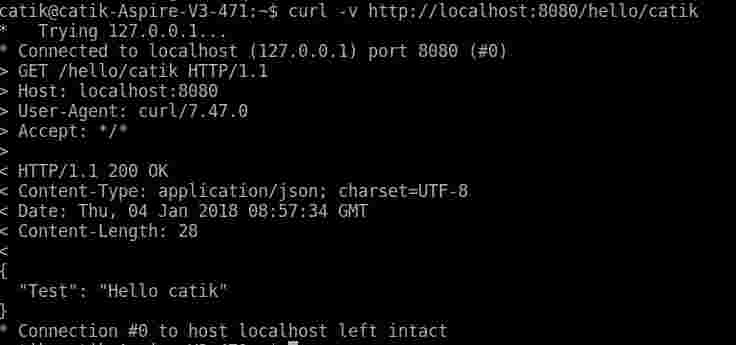 catik@catik-Aspire-V3-471:~$ curl -v http://localhost:8080/hello/catik
*   Trying 127.0.0.1...
* Connected to localhost (127.0.0.1) port 8080 (#0)
> GET /hello/catik HTTP/1.1
> Host: localhost:8080
> User-Agent: curl/7.47.0
> Accept: */*
>
< HTTP/1.1 200 OK
< Content-Type: application/json; charset=UTF-8
< Date: Thu, 04 Jan 2018 08:57:34 GMT
< Content-Length: 28
<
{
  "Test": "Hello catik"
}
* Connection #0 to host localhost left intact